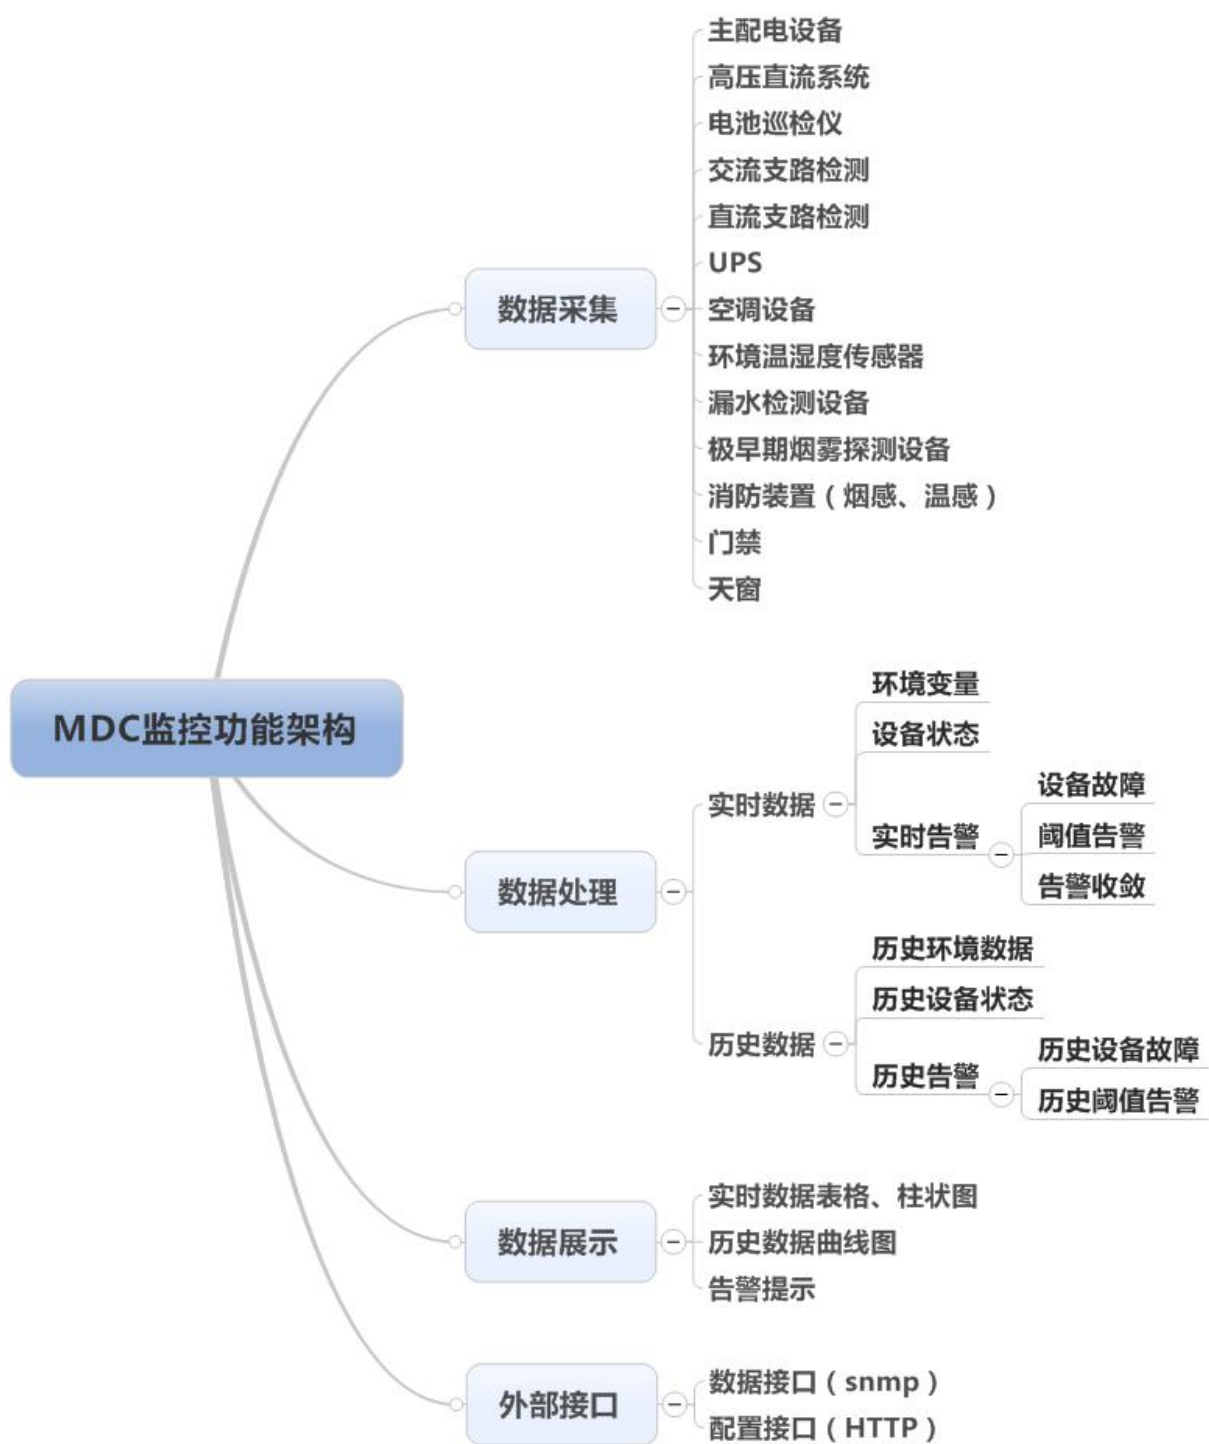 主配电设备
高压直流系统
电池巡检仪
交流支路检测
直流支路检测
UPS
数据采集
空调设备
环境温湿度传感器
漏水检测设备
极早期烟雾探测设备
消防装置（烟感、温感）
门禁
天窗
MDC监控功能架构
环境变量
设备状态
实时数据
设备故障
实时告警
阈值告警
告警收敛
数据处理
历史环境数据
历史设备状态
历史数据
历史设备故障
历史告警
历史阈值告警
实时数据表格、柱状图
数据展示
历史数据曲线图
告警提示
外部接口
数据接口（snmp）
配置接口（HTTP）